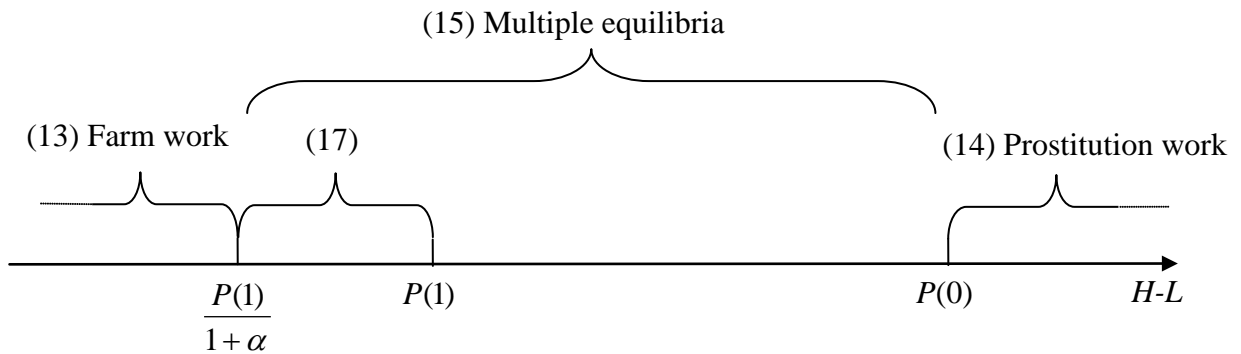 (15) Multiple equilibria
(13) Farm work
(17)
(14) Prostitution work
P(1)
1 + α
P(1)
P(0)
H-L